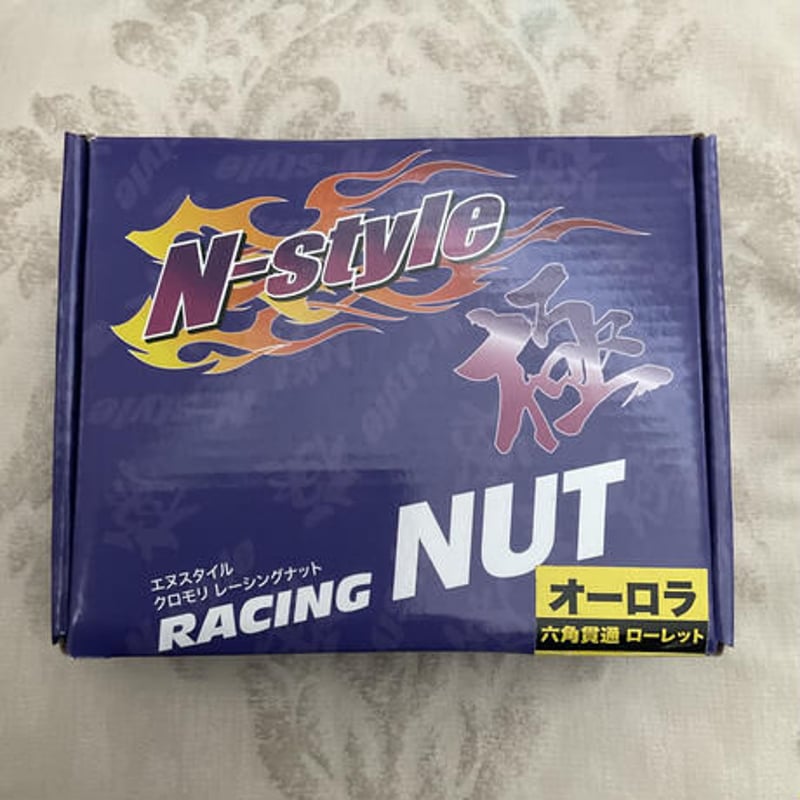 N-style
極
エヌスタイル
クロモリ レーシングナット
RACING NUT
オーロラ
六角貫通 ローレット